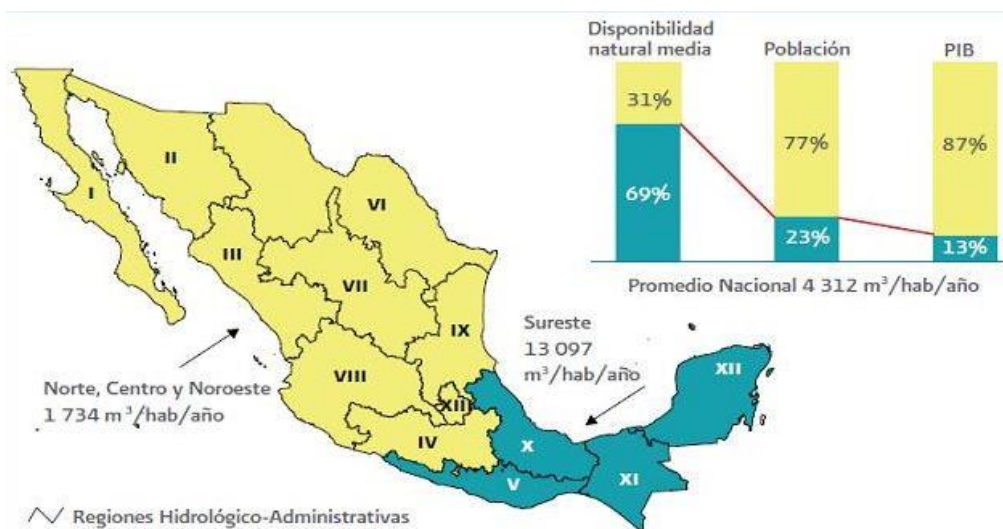 Disponibilidad
natural media
Población
PIB
31%
77%
87%
69%
23%
13%
Promedio Nacional 4 312 m³/hab/año
I
II
III
VI
VII
IX
VIII
XIII
IV
X
V
XI
XII
Sureste
13 097
m³/hab/año
Norte, Centro y Noroeste
1 734 m³/hab/año
Regiones Hidrológico-Administrativas